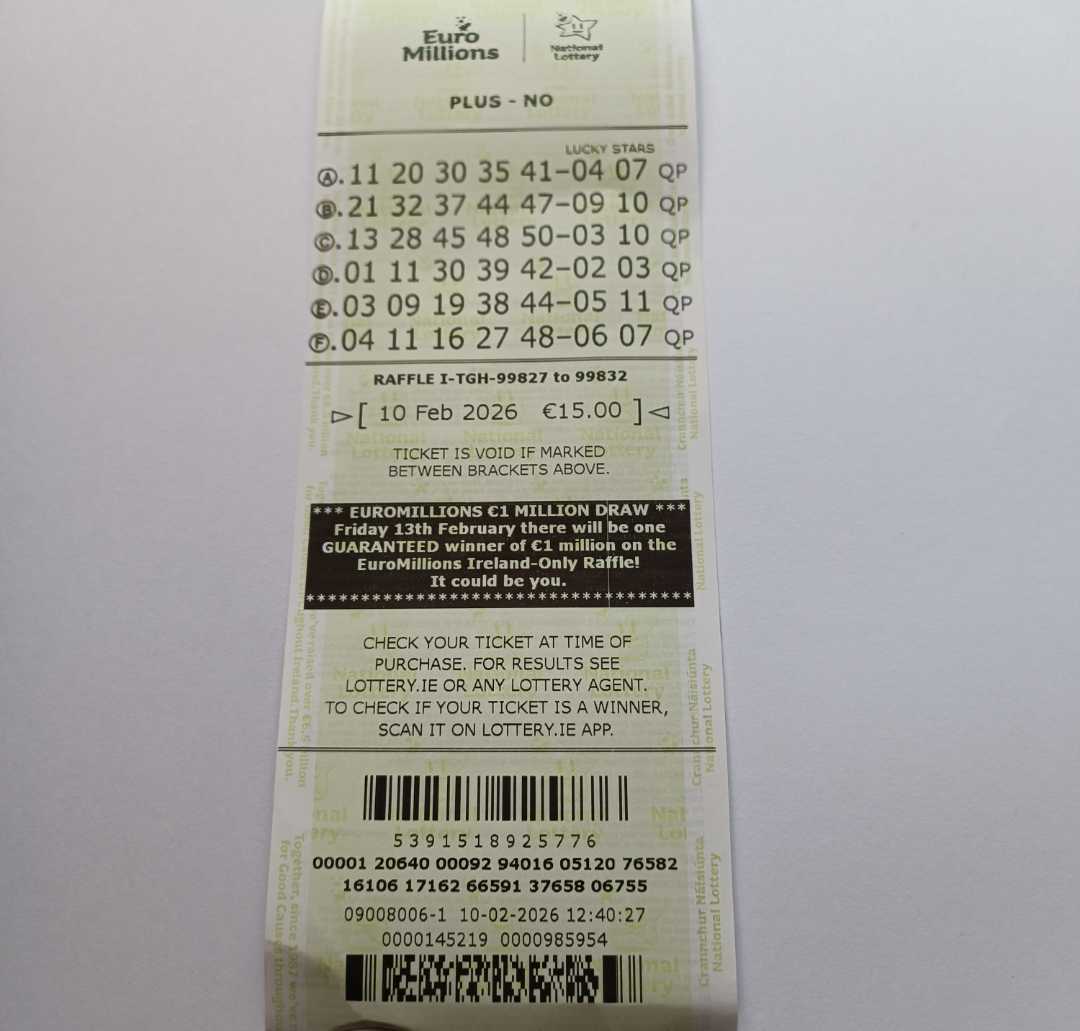 Euro
Millions
National
Lottery
PLUS - NO
LUCKY STARS
Ⓐ.11 20 30 35 41-04 07 QP
Ⓑ.21 32 37 44 47-09 10 QP
Ⓒ.13 28 45 48 50-03 10 QP
Ⓓ.01 11 30 39 42-02 03 QP
Ⓔ.03 09 19 38 44-05 11 QP
Ⓕ.04 11 16 27 48-06 07 QP
RAFFLE I-TGH-99827 to 99832
[ 10 Feb 2026 €15.00 ]
TICKET IS VOID IF MARKED
BETWEEN BRACKETS ABOVE.
*** EUROMILLIONS €1 MILLION DRAW ***
Friday 13th February there will be one
GUARANTEED winner of €1 million on the
EuroMillions Ireland-Only Raffle!
It could be you.
CHECK YOUR TICKET AT TIME OF
PURCHASE. FOR RESULTS SEE
LOTTERY.IE OR ANY LOTTERY AGENT.
TO CHECK IF YOUR TICKET IS A WINNER,
SCAN IT ON LOTTERY.IE APP.
5391518925776
00001 20640 00092 94016 05120 76582
16106 17162 66591 37658 06755
09008006-1 10-02-2026 12:40:27
0000145219 0000985954
Crannchur Náisiúnta
National Lottery